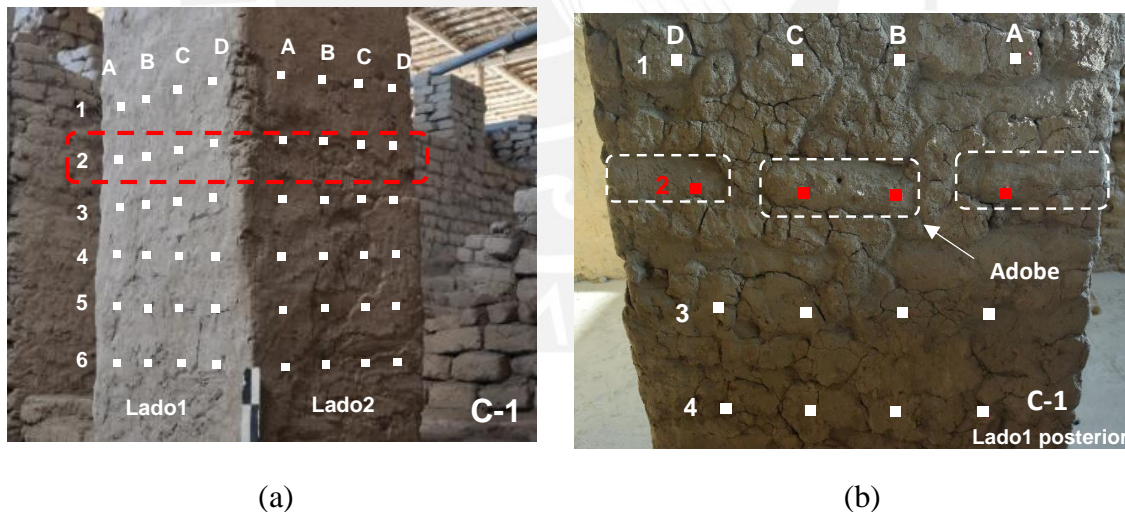 A B C D A B C D
1
2
3
4
5
6
Lado1 Lado2 C-1
D C B A
1
2
Adobe
3
4
C-1
Lado1 posterior
(a) (b)